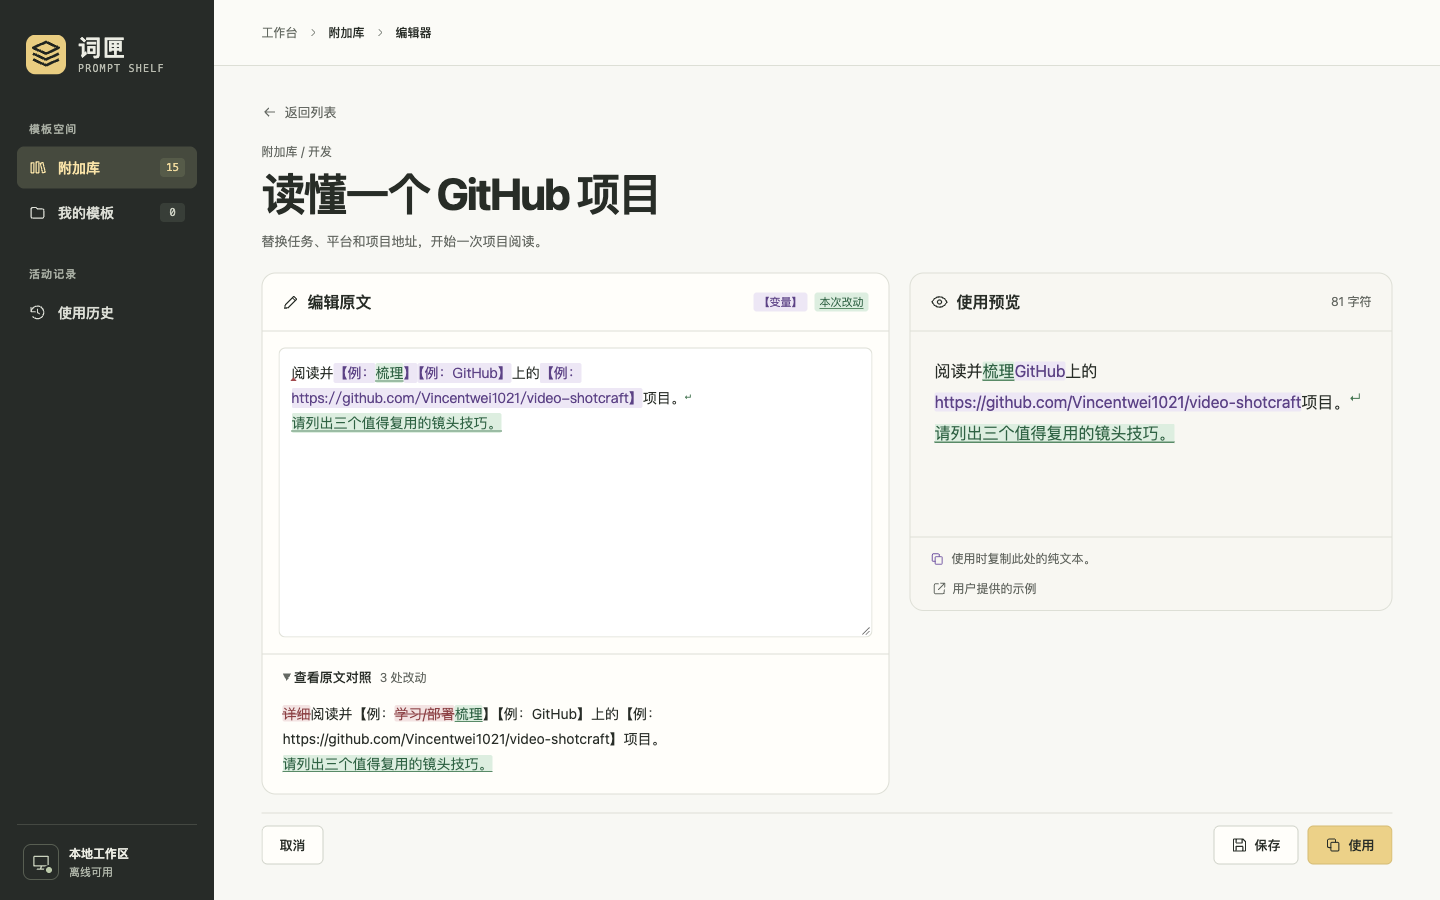 词匣
PROMPT SHELF
模板空间
附加库 15
我的模板 0
活动记录
使用历史
本地工作区
离线可用
工作台 > 附加库 > 编辑器
← 返回列表
附加库 / 开发
读懂一个 GitHub 项目
替换任务、平台和项目地址，开始一次项目阅读。
编辑原文 【变量】 本次改动
阅读并【例：梳理】【例：GitHub】上的【例：
https://github.com/Vincentwei1021/video-shotcraft】项目。↵
请列出三个值得复用的镜头技巧。
▼查看原文对照 3 处改动
详细阅读并【例：学习/部署梳理】【例：GitHub】上的【例：
https://github.com/Vincentwei1021/video-shotcraft】项目。
请列出三个值得复用的镜头技巧。
使用预览 81 字符
阅读并梳理GitHub上的
https://github.com/Vincentwei1021/video-shotcraft项目。↵
请列出三个值得复用的镜头技巧。
使用时复制此处的纯文本。
用户提供的示例
取消
保存
使用